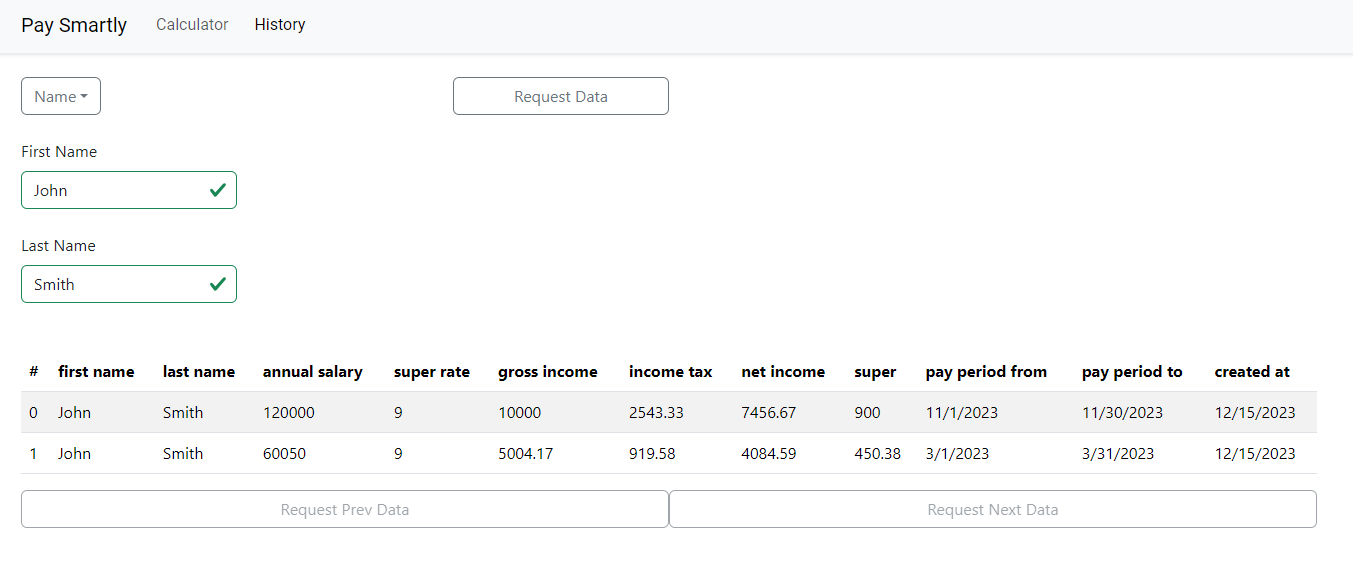 Pay Smartly Calculator History
Name Request Data
First Name
John
Last Name
Smith
# first name last name annual salary super rate gross income income tax net income super pay period from pay period to created at
0 John Smith 120000 9 10000 2543.33 7456.67 900 11/1/2023 11/30/2023 12/15/2023
1 John Smith 60050 9 5004.17 919.58 4084.59 450.38 3/1/2023 3/31/2023 12/15/2023
Request Prev Data Request Next Data